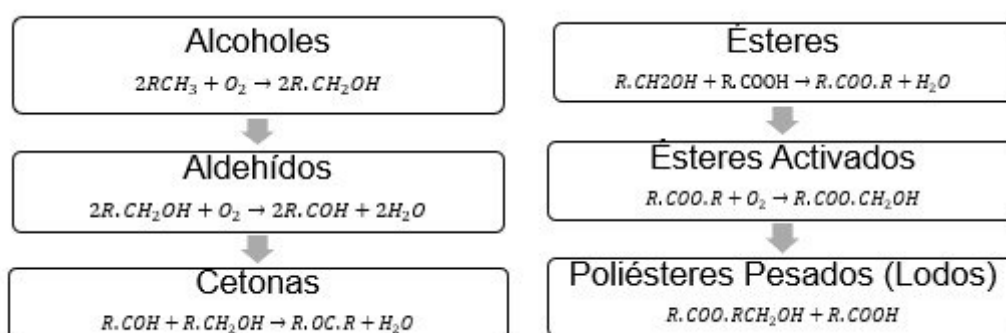 Alcoholes
2RCH₃ + O₂ → 2R.CH₂OH
Aldehídos
2R.CH₂OH + O₂ → 2R.COH + 2H₂O
Cetonas
R.COH + R.CH₂OH → R.OC.R + H₂O
Ésteres
R.CH2OH + R.COOH → R.COO.R + H₂O
Ésteres Activados
R.COO.R + O₂ → R.COO.CH₂OH
Poliésteres Pesados (Lodos)
R.COO.RCH₂OH + R.COOH